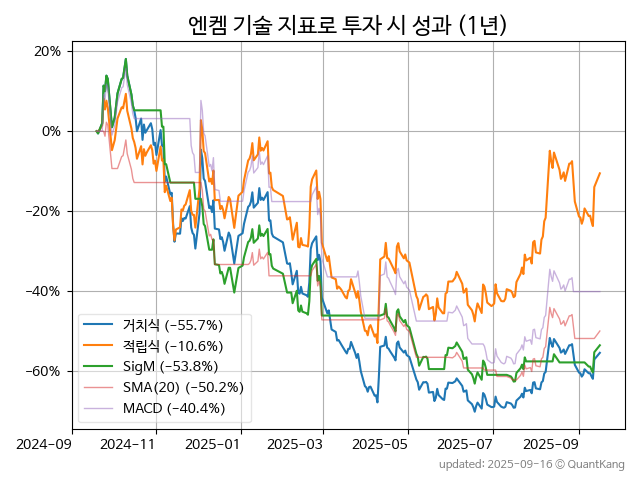 엔켐 기술 지표로 투자 시 성과 (1년)
20%
0%
−20%
−40%
−60%
거치식 (−55.7%)
적립식 (−10.6%)
SigM (−53.8%)
SMA(20) (−50.2%)
MACD (−40.4%)
2024-09 2024-11 2025-01 2025-03 2025-05 2025-07 2025-09
updated: 2025-09-16 © QuantKang